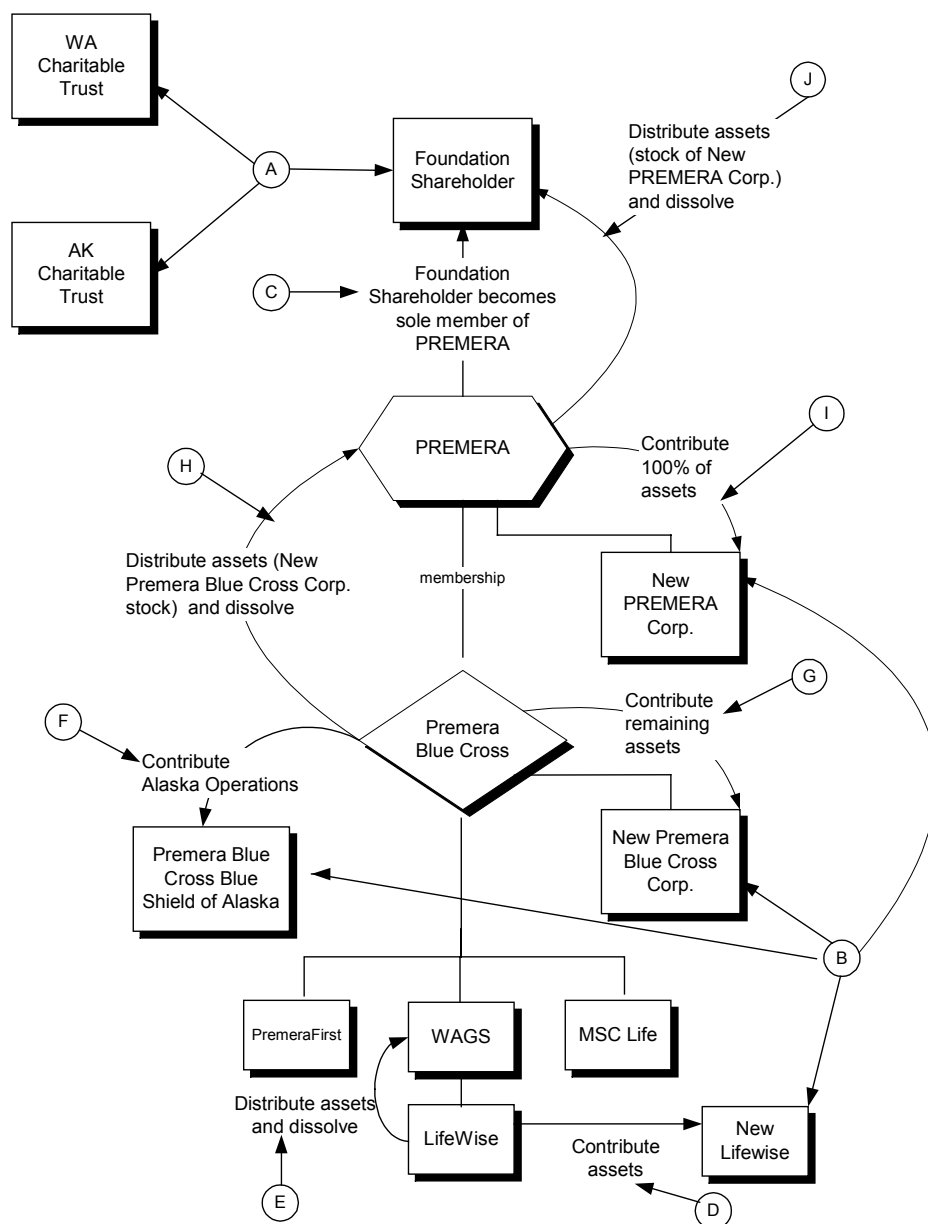 WA
Charitable
Trust
J
Distribute assets
(stock of New
PREMERA Corp.)
and dissolve
A
Foundation
Shareholder
AK
Charitable
Trust
C
Foundation
Shareholder becomes
sole member of
PREMERA
I
PREMERA
Contribute
100% of
assets
H
Distribute assets (New
Premera Blue Cross Corp.
stock) and dissolve
membership
New
PREMERA
Corp.
G
Contribute
remaining
assets
F
Contribute
Alaska Operations
Premera
Blue Cross
Premera Blue
Cross Blue
Shield of Alaska
New Premera
Blue Cross
Corp.
B
PremeraFirst
WAGS
MSC Life
Distribute assets
and dissolve
LifeWise
New
Lifewise
Contribute
assets
E
D